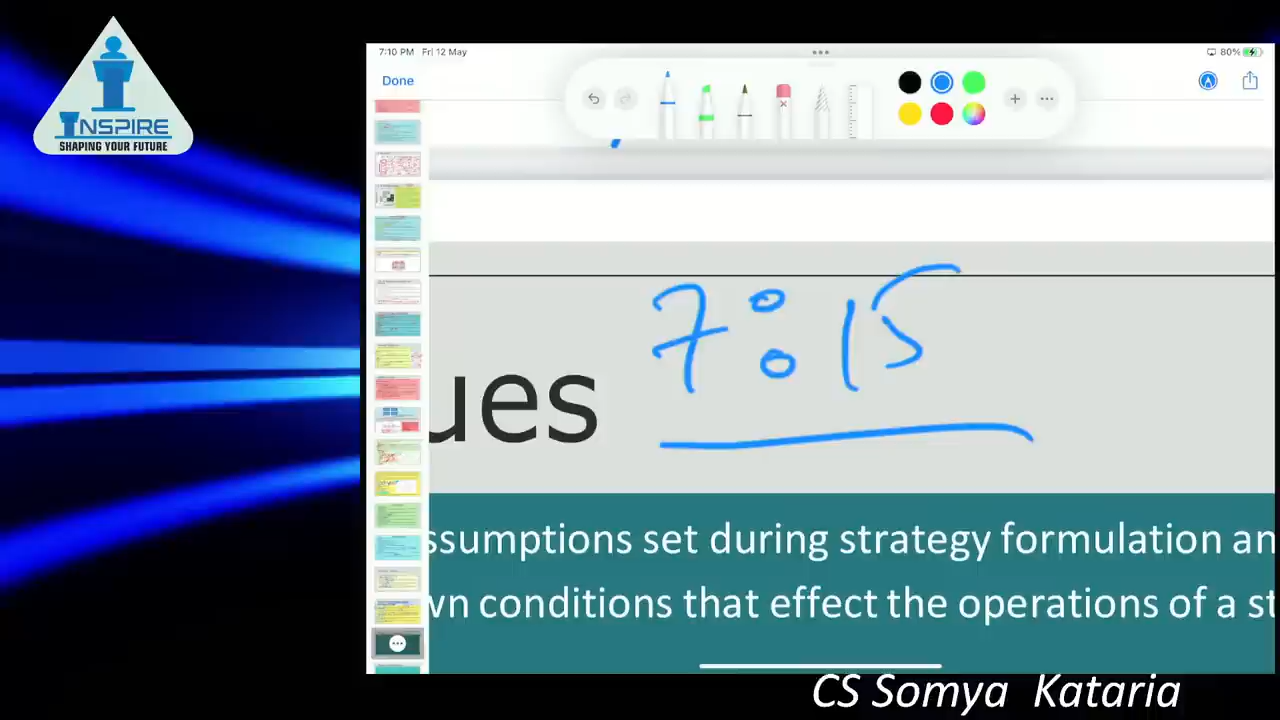 INSPIRE
SHAPING YOUR FUTURE
7:10 PM Fri 12 May
80%
Done
7:15
ues
ssumptions set during strategy formulation an
wn conditions that effect the operations of a st
CS Somya Kataria